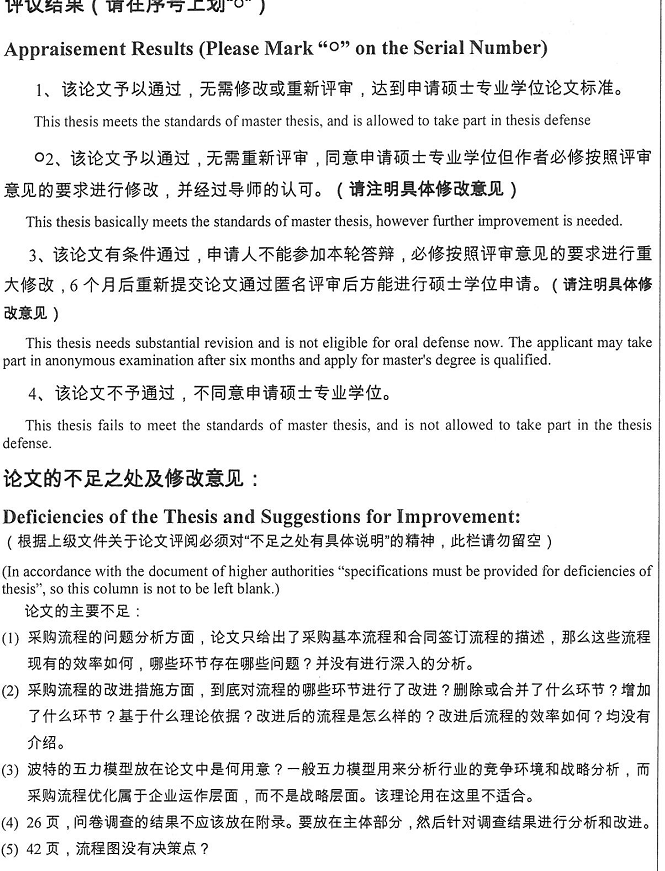 评议结果（请在序号上划“○”）
Appraisement Results (Please Mark “○” on the Serial Number)
1、该论文予以通过，无需修改或重新评审，达到申请硕士专业学位论文标准。
This thesis meets the standards of master thesis, and is allowed to take part in thesis defense
○2、该论文予以通过，无需重新评审，同意申请硕士专业学位但作者必修按照评审
意见的要求进行修改，并经过导师的认可。（请注明具体修改意见）
This thesis basically meets the standards of master thesis, however further improvement is needed.
3、该论文有条件通过，申请人不能参加本轮答辩，必修按照评审意见的要求进行重
大修改，6 个月后重新提交论文通过匿名评审后方能进行硕士学位申请。（请注明具体修
改意见）
This thesis needs substantial revision and is not eligible for oral defense now. The applicant may take
part in anonymous examination after six months and apply for master's degree is qualified.
4、该论文不予通过，不同意申请硕士专业学位。
This thesis fails to meet the standards of master thesis, and is not allowed to take part in the thesis
defense.
论文的不足之处及修改意见：
Deficiencies of the Thesis and Suggestions for Improvement:
（根据上级文件关于论文评阅必须对“不足之处有具体说明”的精神，此栏请勿留空）
(In accordance with the document of higher authorities “specifications must be provided for deficiencies of
thesis”, so this column is not to be left blank.)
论文的主要不足：
(1) 采购流程的问题分析方面，论文只给出了采购基本流程和合同签订流程的描述，那么这些流程
现有的效率如何，哪些环节存在哪些问题？并没有进行深入的分析。
(2) 采购流程的改进措施方面，到底对流程的哪些环节进行了改进？删除或合并了什么环节？增加
了什么环节？基于什么理论依据？改进后的流程是怎么样的？改进后流程的效率如何？均没有
介绍。
(3) 波特的五力模型放在论文中是何用意？一般五力模型用来分析行业的竞争环境和战略分析，而
采购流程优化属于企业运作层面，而不是战略层面。该理论用在这里不适合。
(4) 26 页，问卷调查的结果不应该放在附录。要放在主体部分，然后针对调查结果进行分析和改进。
(5) 42 页，流程图没有决策点？